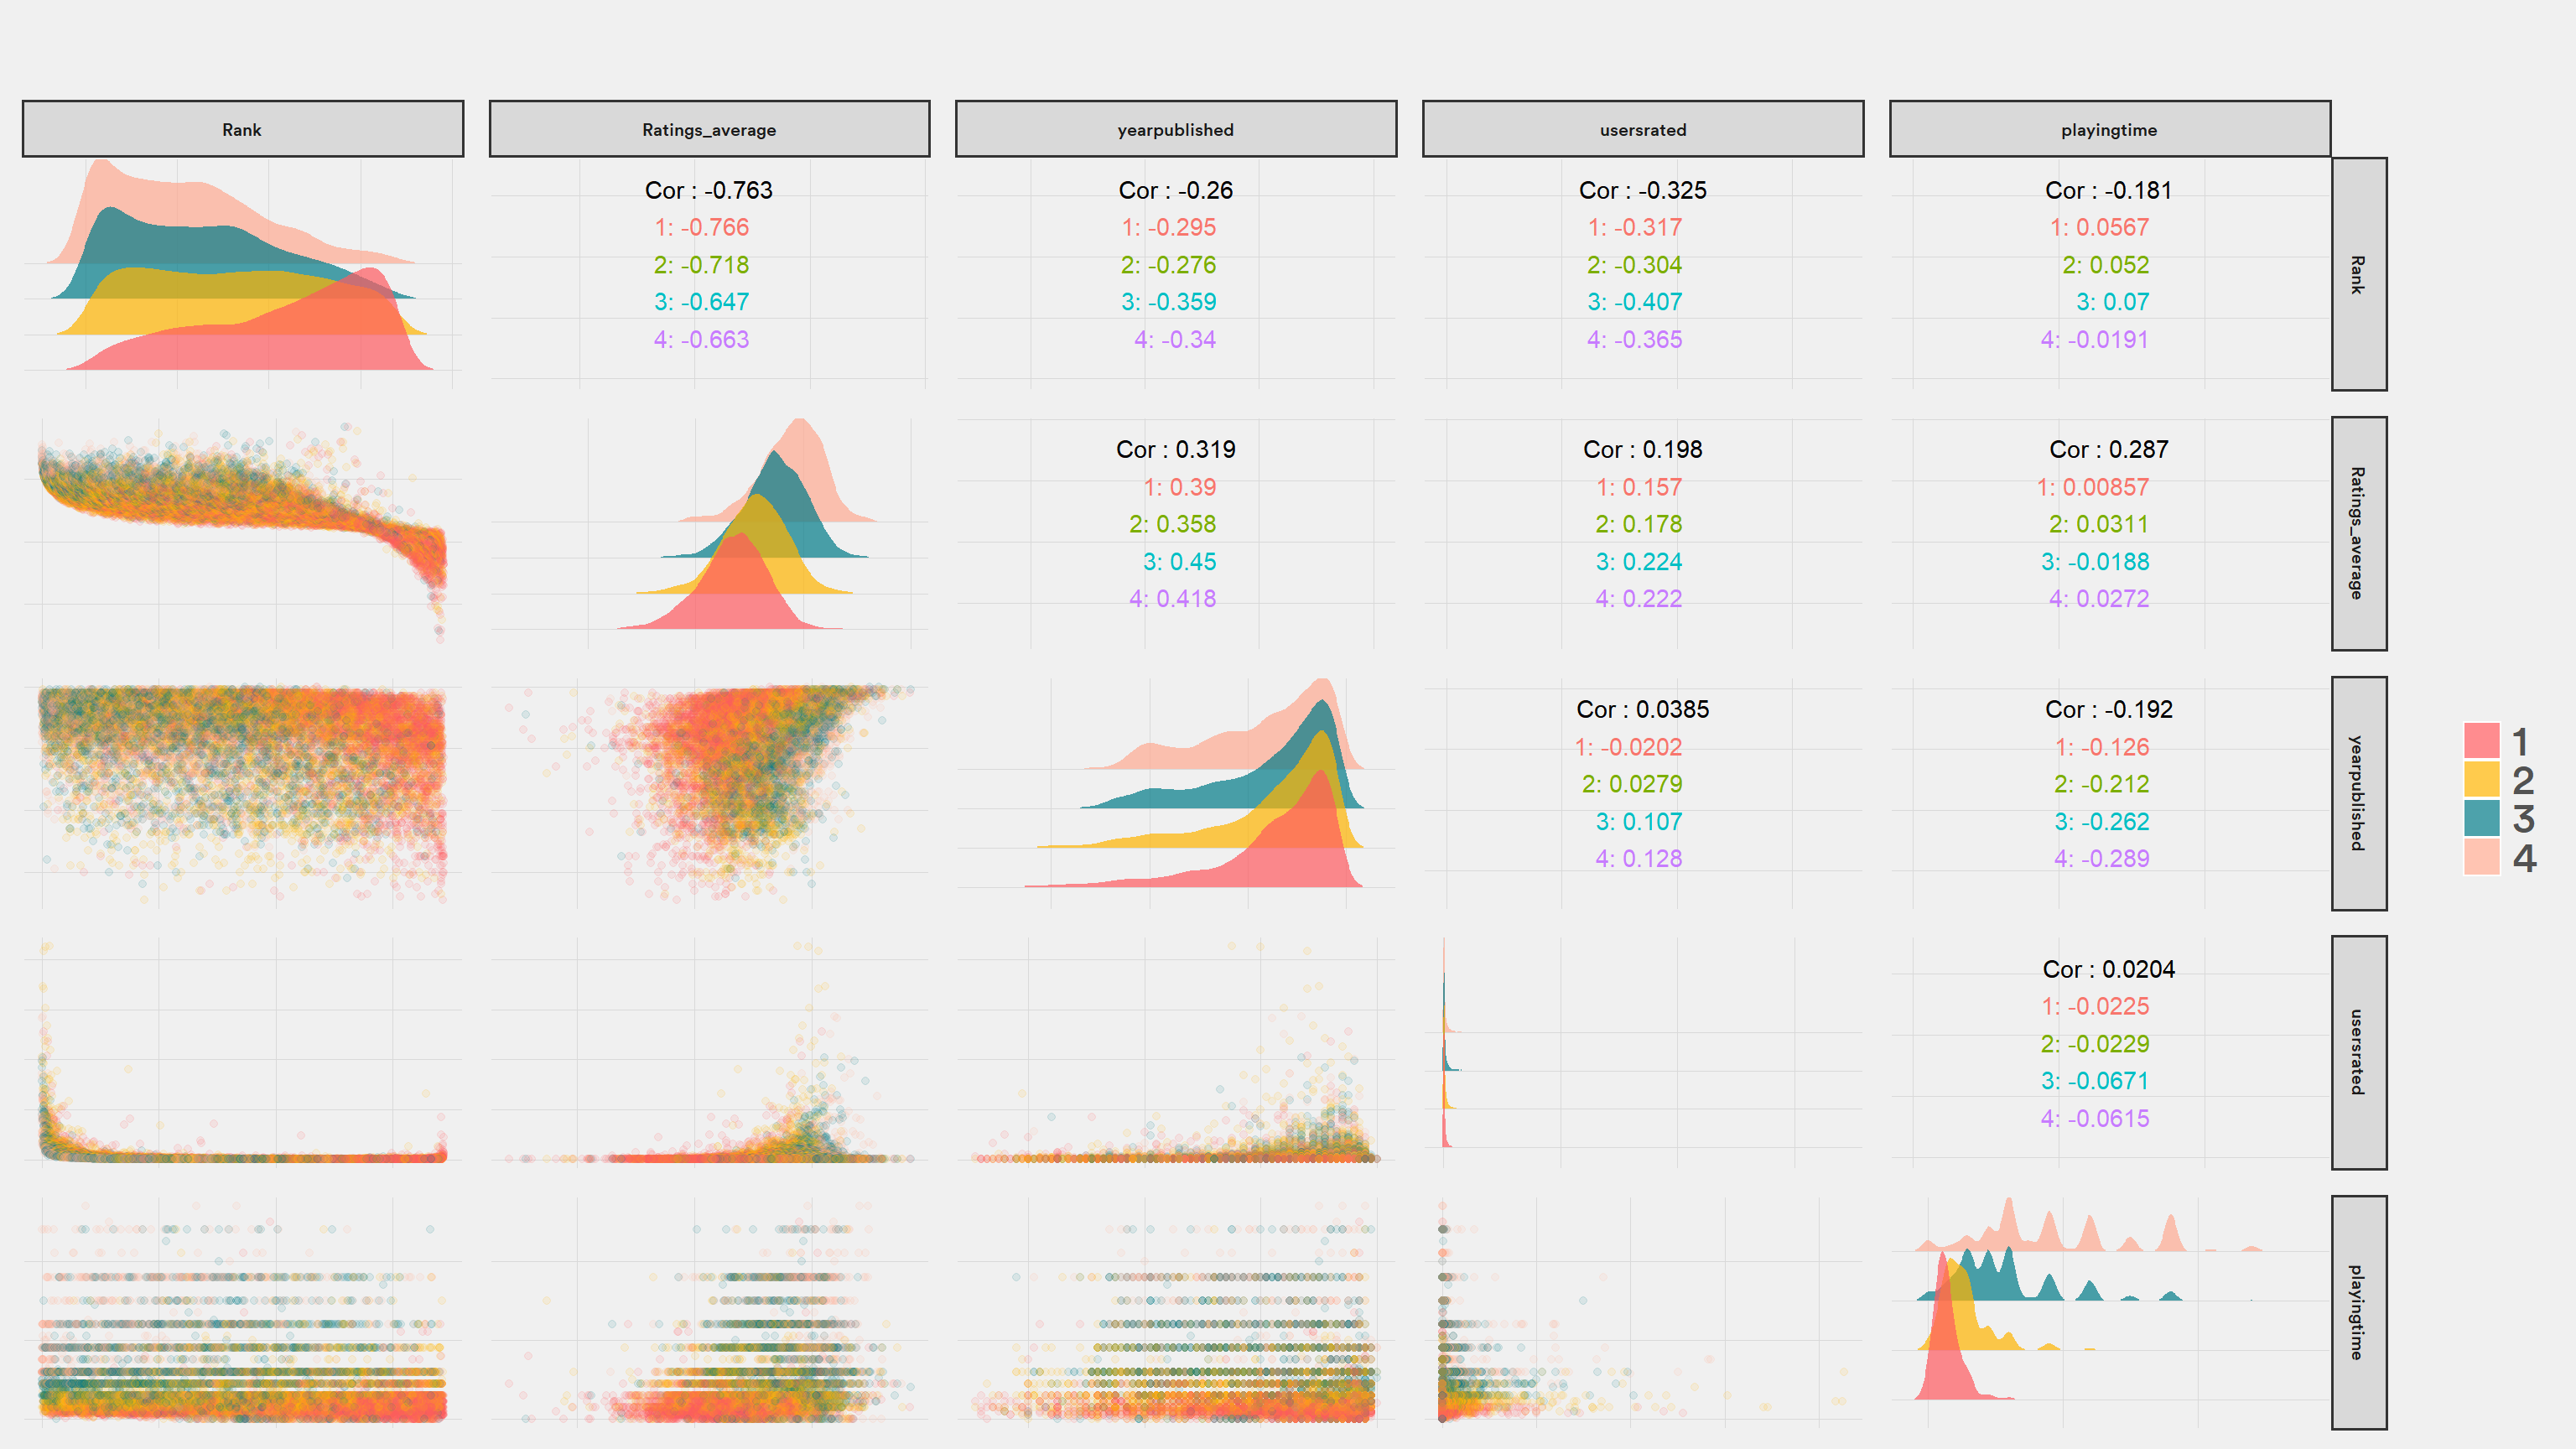 Rank
Ratings_average
yearpublished
usersrated
playingtime
Cor : -0.763
1: -0.766
2: -0.718
3: -0.647
4: -0.663
Cor : -0.26
1: -0.295
2: -0.276
3: -0.359
4: -0.34
Cor : -0.325
1: -0.317
2: -0.304
3: -0.407
4: -0.365
Cor : -0.181
1: 0.0567
2: 0.052
3: 0.07
4: -0.0191
Rank
Cor : 0.319
1: 0.39
2: 0.358
3: 0.45
4: 0.418
Cor : 0.198
1: 0.157
2: 0.178
3: 0.224
4: 0.222
Cor : 0.287
1: 0.00857
2: 0.0311
3: -0.0188
4: 0.0272
Ratings_average
Cor : 0.0385
1: -0.0202
2: 0.0279
3: 0.107
4: 0.128
Cor : -0.192
1: -0.126
2: -0.212
3: -0.262
4: -0.289
yearpublished
Cor : 0.0204
1: -0.0225
2: -0.0229
3: -0.0671
4: -0.0615
usersrated
playingtime
1
2
3
4